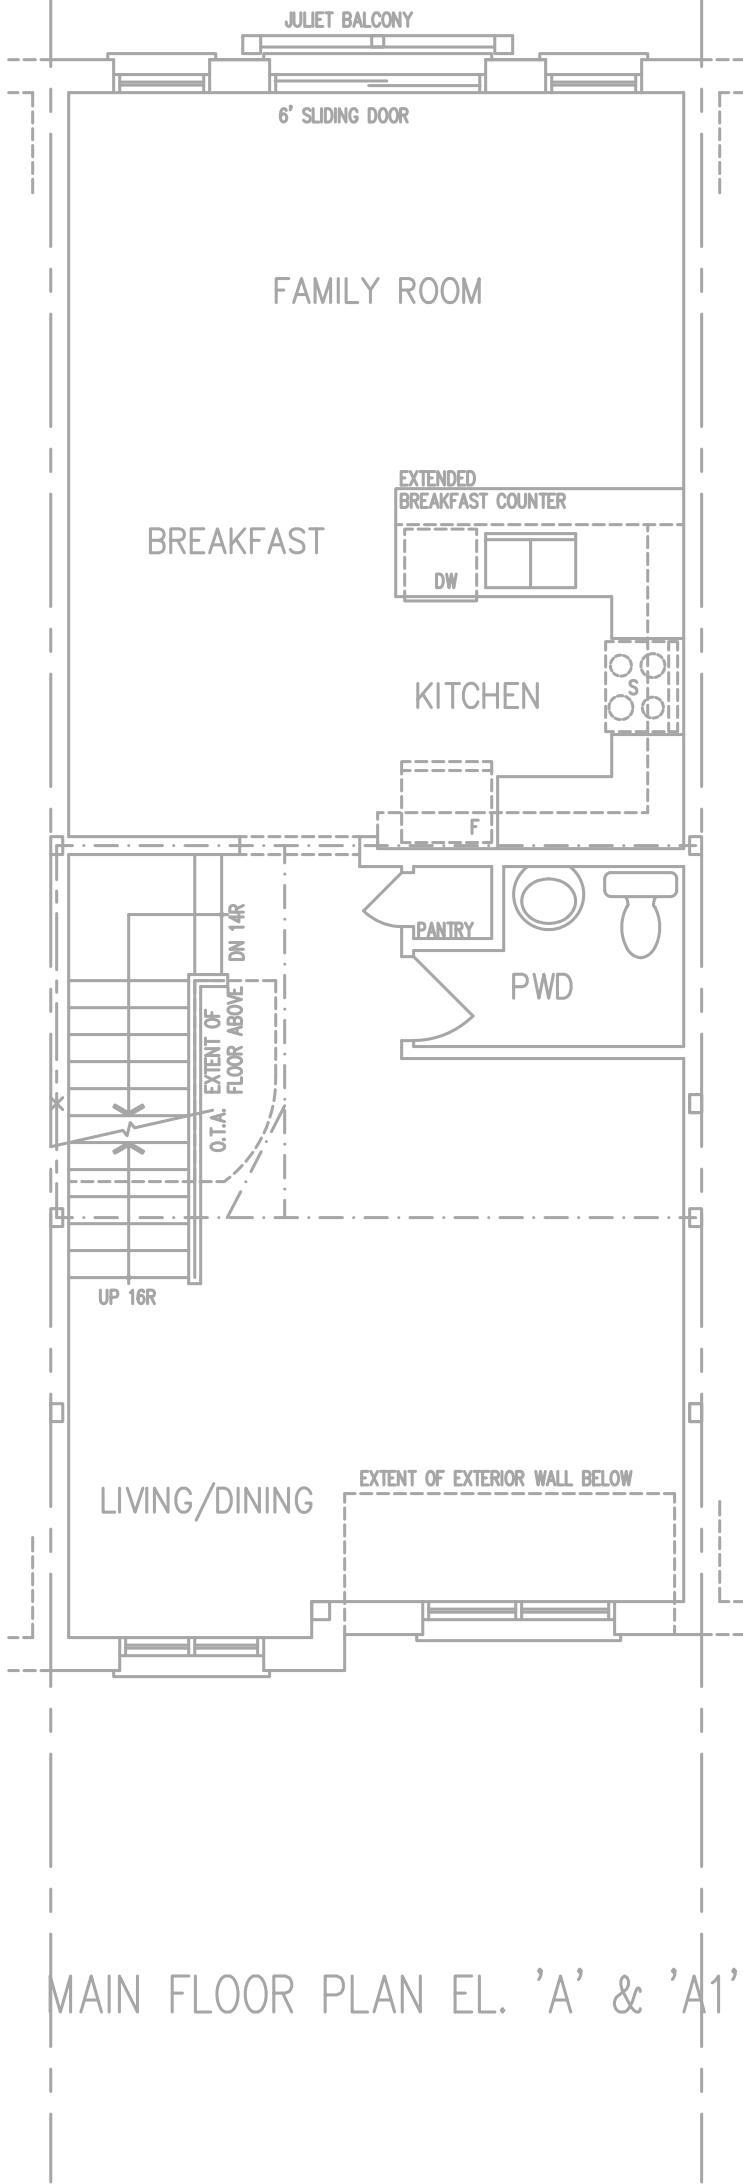 JULIET BALCONY
6' SLIDING DOOR
FAMILY ROOM
EXTENDED
BREAKFAST COUNTER
BREAKFAST
DW
KITCHEN
S
F
PANTRY
DN 14R
PWD
EXTENT OF
FLOOR ABOVE
O.T.A.
UP 16R
EXTENT OF EXTERIOR WALL BELOW
LIVING/DINING
MAIN FLOOR PLAN EL. 'A' & 'A1'